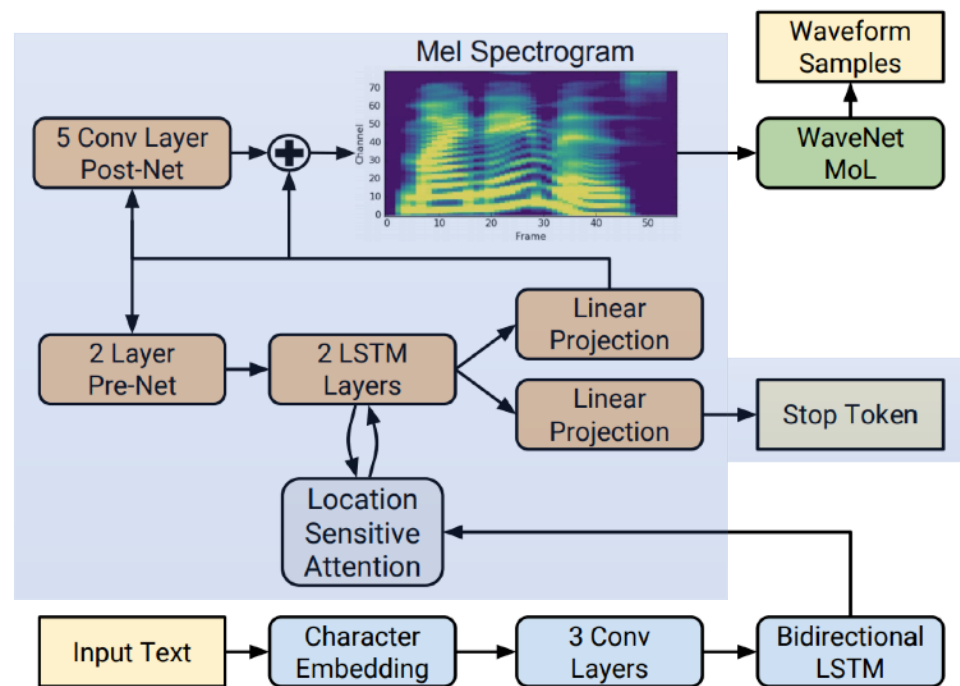 Waveform
Samples
Mel Spectrogram
5 Conv Layer
Post-Net
WaveNet
MoL
Channel
70
60
50
40
30
20
10
0
0 10 20 30 40 50
Frame
2 Layer
Pre-Net
2 LSTM
Layers
Linear
Projection
Linear
Projection
Stop Token
Location
Sensitive
Attention
Input Text
Character
Embedding
3 Conv
Layers
Bidirectional
LSTM